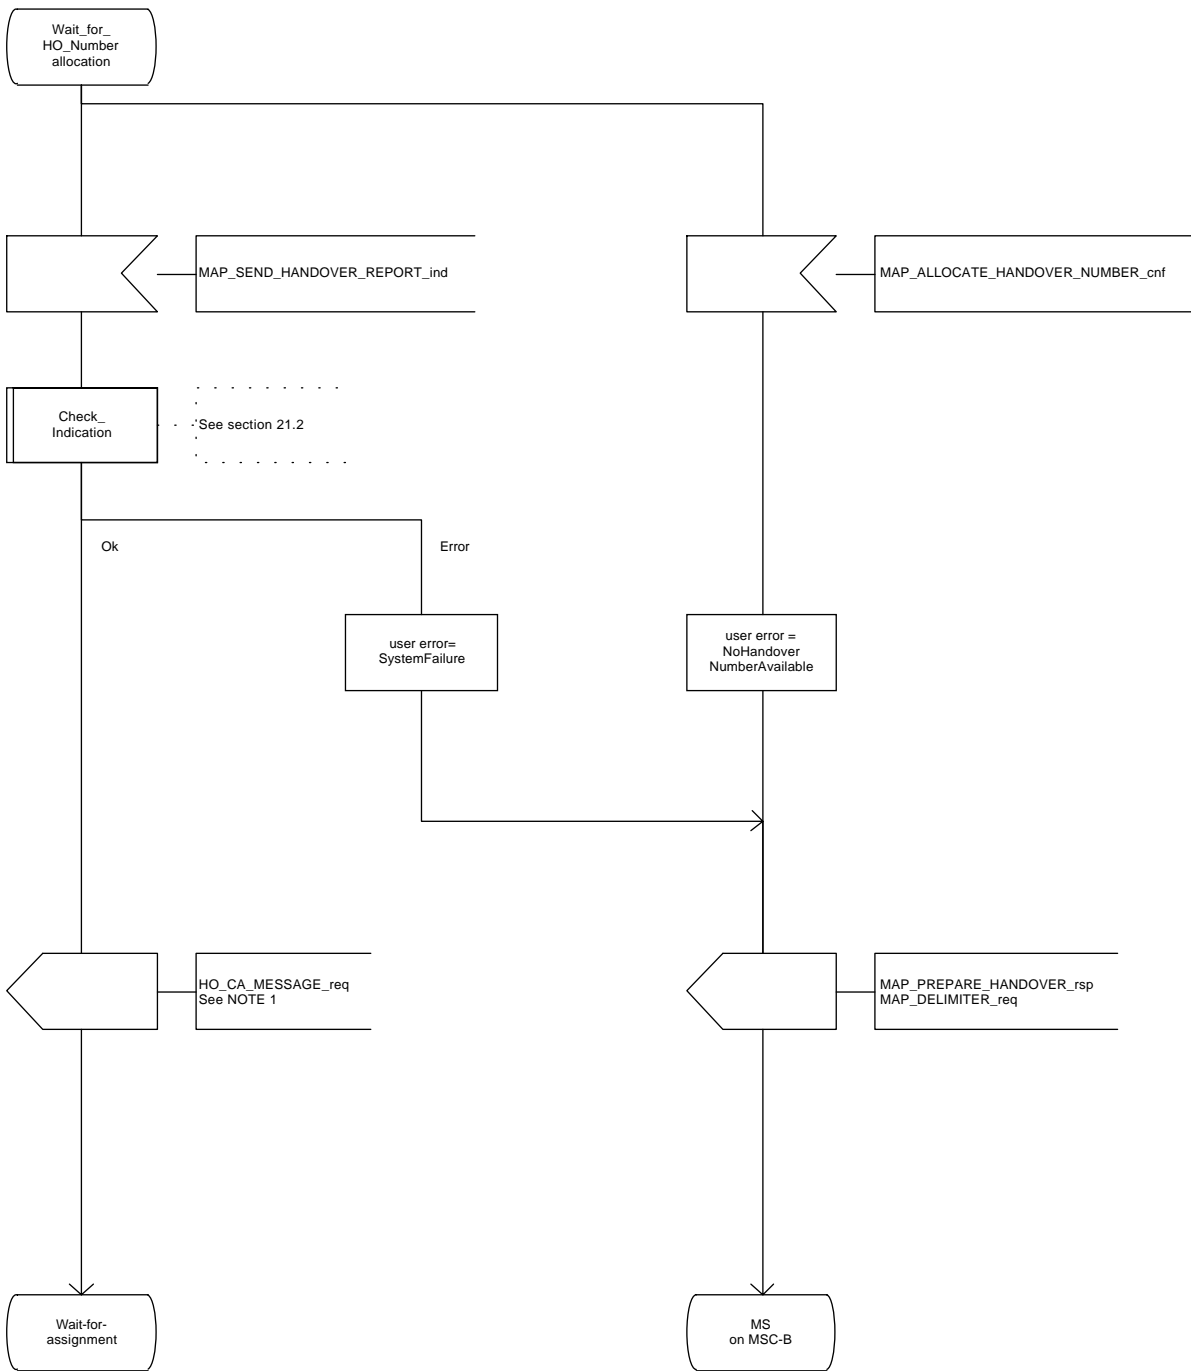 Wait_for_
HO_Number
allocation
MAP_SEND_HANDOVER_REPORT_ind
MAP_ALLOCATE_HANDOVER_NUMBER_cnf
Check_
Indication
See section 21.2
Ok
Error
user error=
SystemFailure
user error =
NoHandover
NumberAvailable
HO_CA_MESSAGE_req
See NOTE 1
MAP_PREPARE_HANDOVER_rsp
MAP_DELIMITER_req
Wait-for-
assignment
MS
on MSC-B